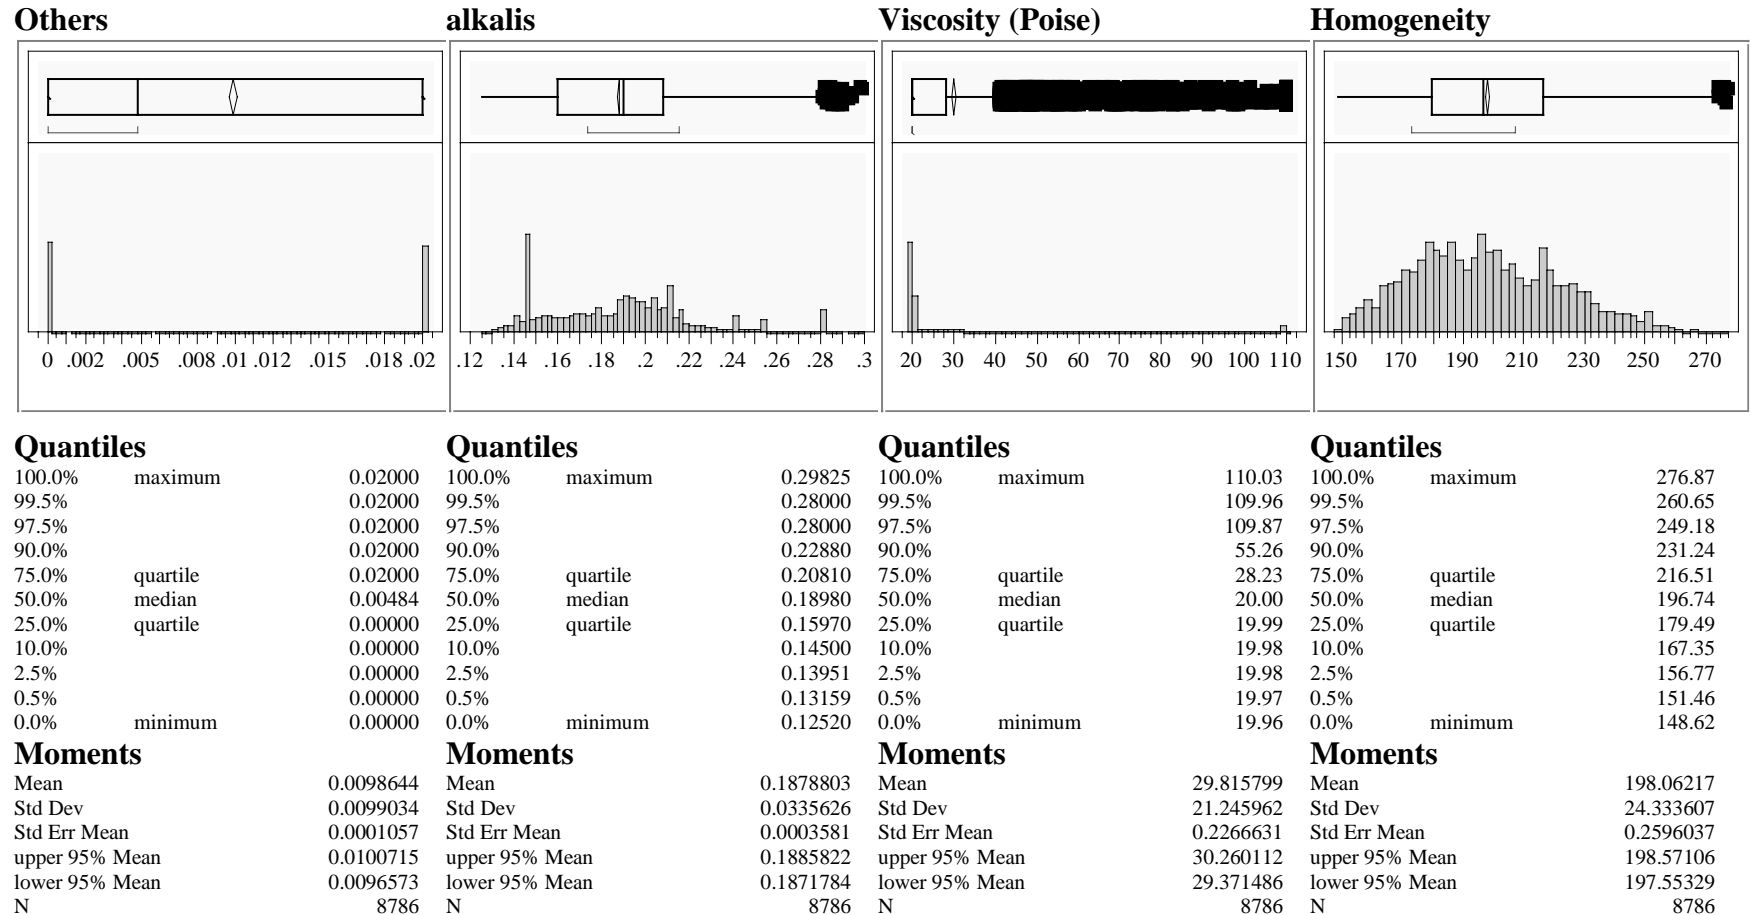 Others alkalis Viscosity (Poise) Homogeneity
0 .002 .005 .008 .01 .012 .015 .018 .02 .12 .14 .16 .18 .2 .22 .24 .26 .28 .3 20 30 40 50 60 70 80 90 100 110 150 170 190 210 230 250 270
Quantiles Quantiles Quantiles Quantiles
100.0% maximum 0.02000 100.0% maximum 0.29825 100.0% maximum 110.03 100.0% maximum 276.87
99.5% 0.02000 99.5% 0.28000 99.5% 109.96 99.5% 260.65
97.5% 0.02000 97.5% 0.28000 97.5% 109.87 97.5% 249.18
90.0% 0.02000 90.0% 0.22880 90.0% 55.26 90.0% 231.24
75.0% quartile 0.02000 75.0% quartile 0.20810 75.0% quartile 28.23 75.0% quartile 216.51
50.0% median 0.00484 50.0% median 0.18980 50.0% median 20.00 50.0% median 196.74
25.0% quartile 0.00000 25.0% quartile 0.15970 25.0% quartile 19.99 25.0% quartile 179.49
10.0% 0.00000 10.0% 0.14500 10.0% 19.98 10.0% 167.35
2.5% 0.00000 2.5% 0.13951 2.5% 19.98 2.5% 156.77
0.5% 0.00000 0.5% 0.13159 0.5% 19.97 0.5% 151.46
0.0% minimum 0.00000 0.0% minimum 0.12520 0.0% minimum 19.96 0.0% minimum 148.62
Moments Moments Moments Moments
Mean 0.0098644 Mean 0.1878803 Mean 29.815799 Mean 198.06217
Std Dev 0.0099034 Std Dev 0.0335626 Std Dev 21.245962 Std Dev 24.333607
Std Err Mean 0.0001057 Std Err Mean 0.0003581 Std Err Mean 0.2266631 Std Err Mean 0.2596037
upper 95% Mean 0.0100715 upper 95% Mean 0.1885822 upper 95% Mean 30.260112 upper 95% Mean 198.57106
lower 95% Mean 0.0096573 lower 95% Mean 0.1871784 lower 95% Mean 29.371486 lower 95% Mean 197.55329
N 8786 N 8786 N 8786 N 8786